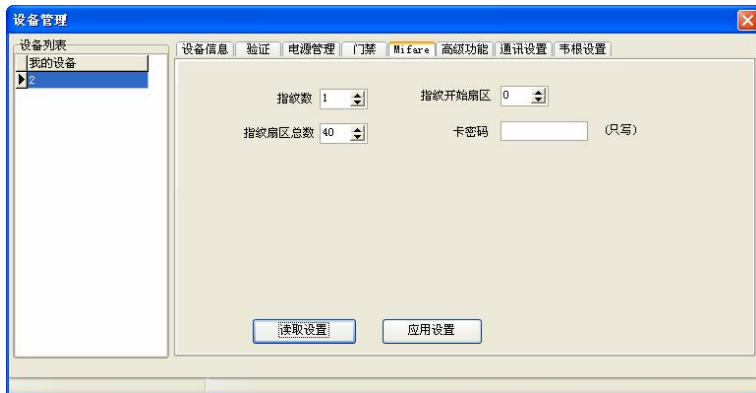 设备管理
设备列表
我的设备
2
设备信息 验证 电源管理 门禁 Mifare 高级功能 通讯设置 韦根设置
指纹数 1 指纹开始扇区 0
指纹扇区总数 40 卡密码 (只写)
读取设置 应用设置